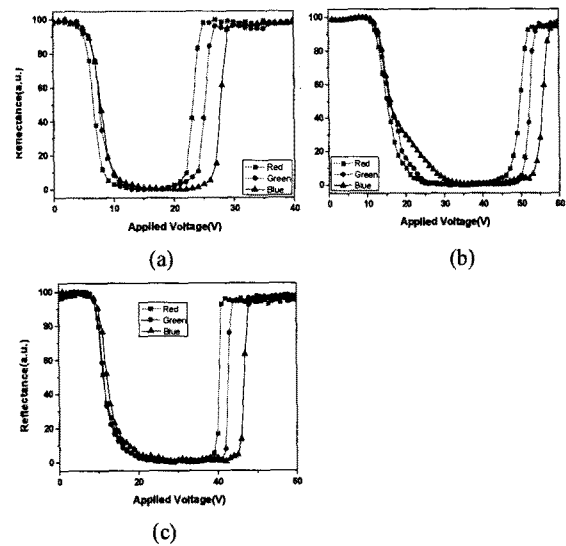 100
80
60
40
20
0
Reflectance(a.u.)
Red
Green
Blue
0 10 20 30 40
Applied Voltage(V)
(a)
100
80
60
40
20
0
Red
Green
Blue
0 10 20 30 40 50 60
Applied Voltage(V)
(b)
100
80
60
40
20
0
Reflectance(a.u.)
Red
Green
Blue
0 20 40 60
Applied Voltage(V)
(c)